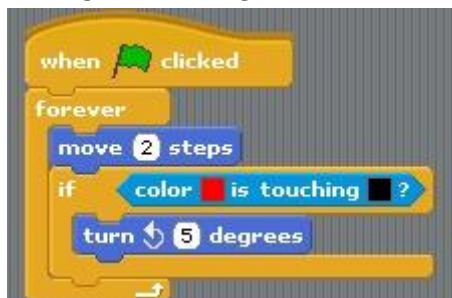 when clicked
forever
move 2 steps
if color is touching ?
turn 5 degrees